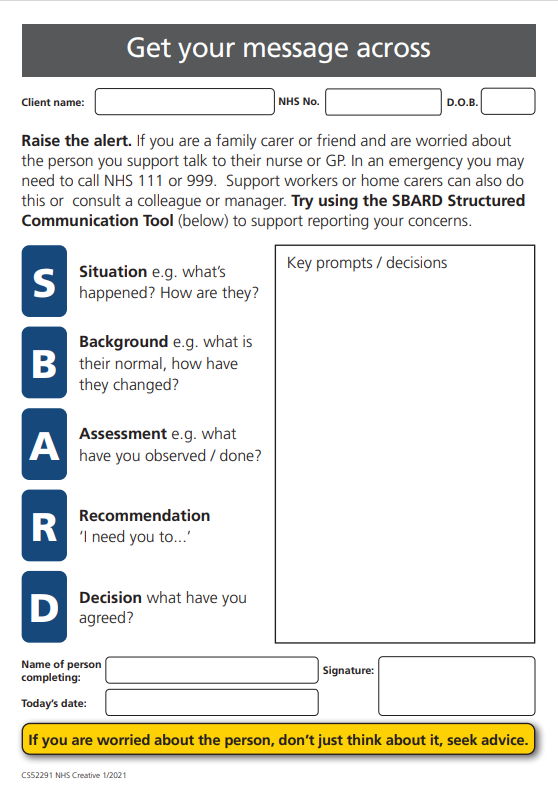 Get your message across
Client name:
NHS No.
D.O.B.
Raise the alert. If you are a family carer or friend and are worried about
the person you support talk to their nurse or GP. In an emergency you may
need to call NHS 111 or 999.  Support workers or home carers can also do
this or  consult a colleague or manager. Try using the SBARD Structured
Communication Tool (below) to support reporting your concerns.
S
Situation e.g. what's
happened? How are they?
B
Background e.g. what is
their normal, how have
they changed?
A
Assessment e.g. what
have you observed / done?
R
Recommendation
'I need you to...'
D
Decision what have you
agreed?
Key prompts / decisions
Name of person
completing:
Signature:
Today's date:
If you are worried about the person, don't just think about it, seek advice.
CS52291 NHS Creative 1/2021